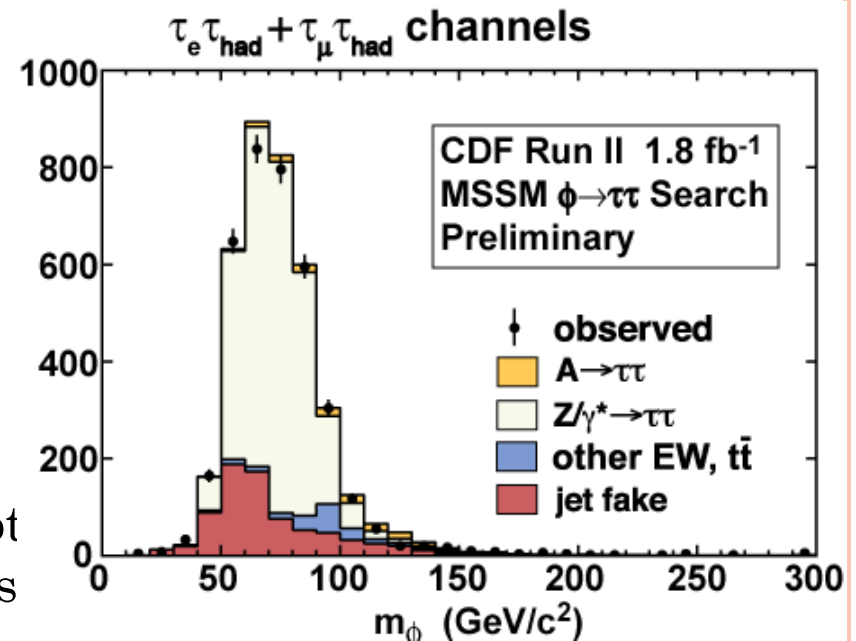 τeτhad+τμτhad channels
1000
800
600
400
200
0
CDF Run II 1.8 fb-1
MSSM ϕ→ττ Search
Preliminary
observed
A→ττ
Z/γ*→ττ
other EW, tt̄
jet fake
0 50 100 150 200 250 300
mϕ (GeV/c2)